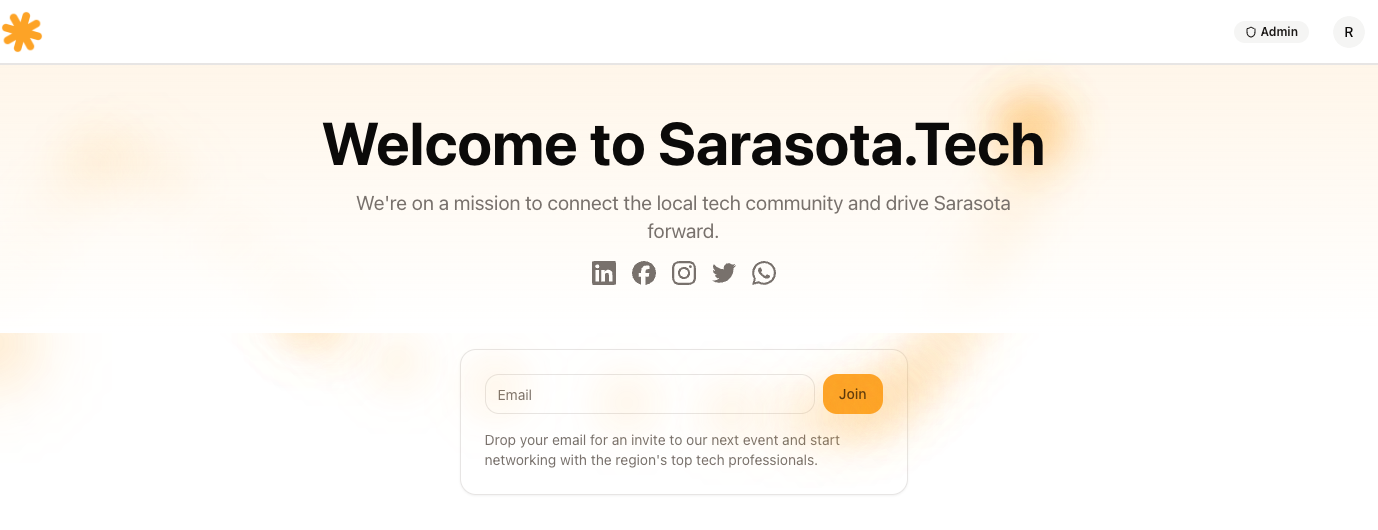 Admin
R
Welcome to Sarasota.Tech
We're on a mission to connect the local tech community and drive Sarasota
forward.
Email
Join
Drop your email for an invite to our next event and start
networking with the region's top tech professionals.